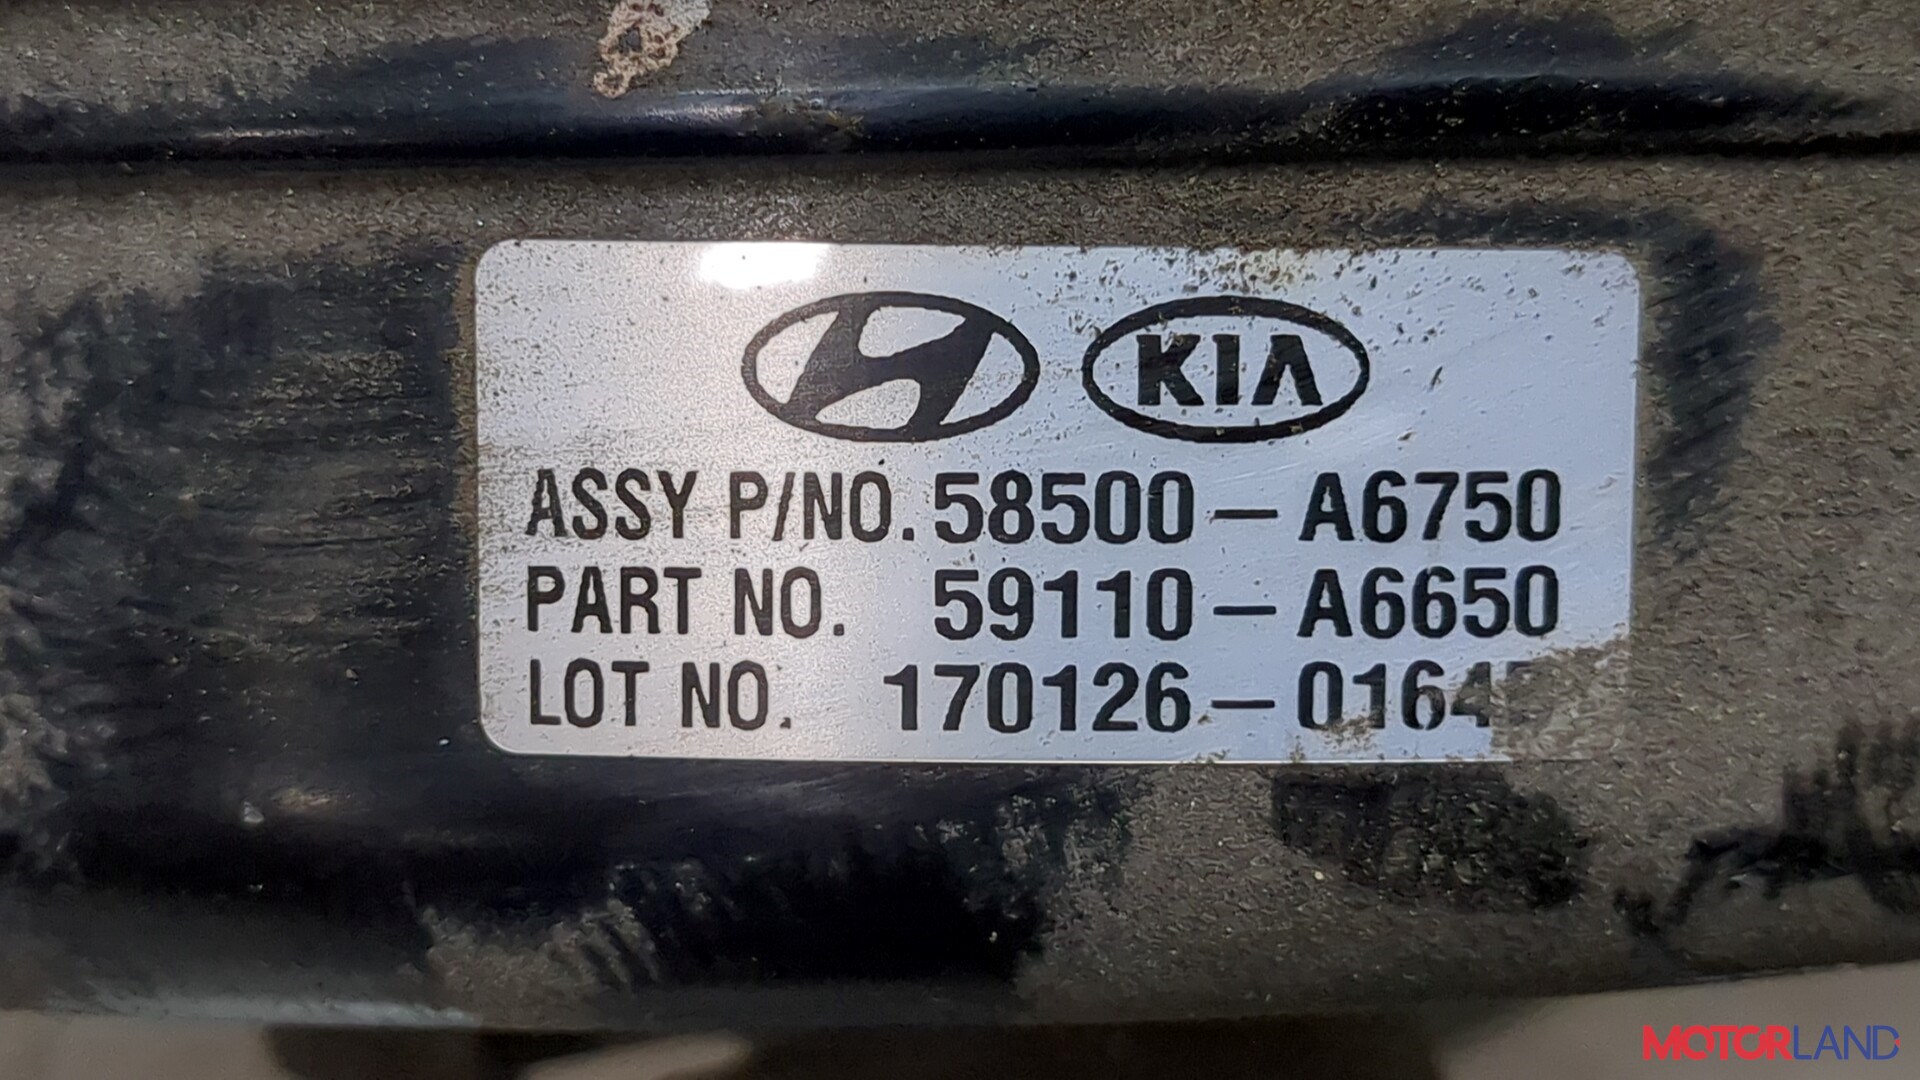 KIA
ASSY P/NO. 58500-A6750
PART NO. 59110-A6650
LOT NO. 170126-0164
MOTORLAND